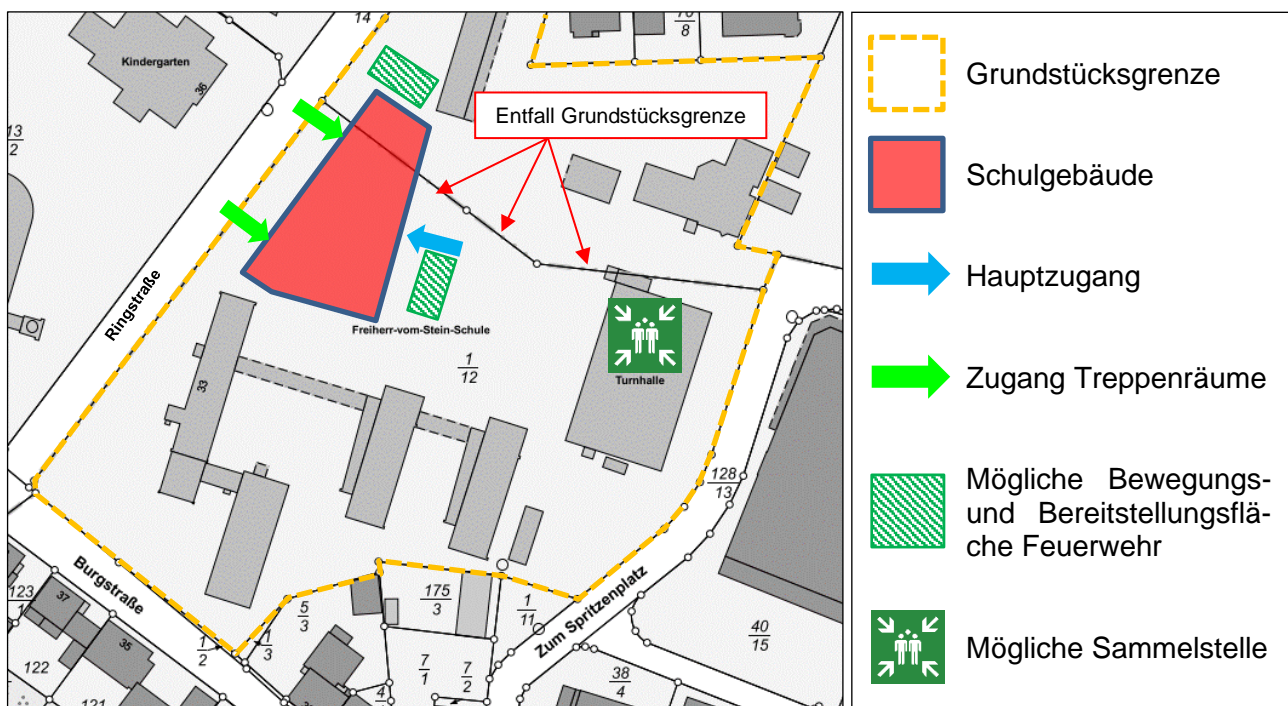 14
70
8
Kindergarten
36
13
2
Entfall Grundstücksgrenze
Ringstraße
Freiherr-vom-Stein-Schule
1
12
Turnhalle
33
128
13
Burgstraße
Zum Spritzenplatz
123
1
37
35
122
121
1
2
1
3
5
3
175
3
1
11
7
1
7
2
4
38
4
40
15
Grundstücksgrenze
Schulgebäude
Hauptzugang
Zugang Treppenräume
Mögliche Bewegungs-
und Bereitstellungsflä-
che Feuerwehr
Mögliche Sammelstelle